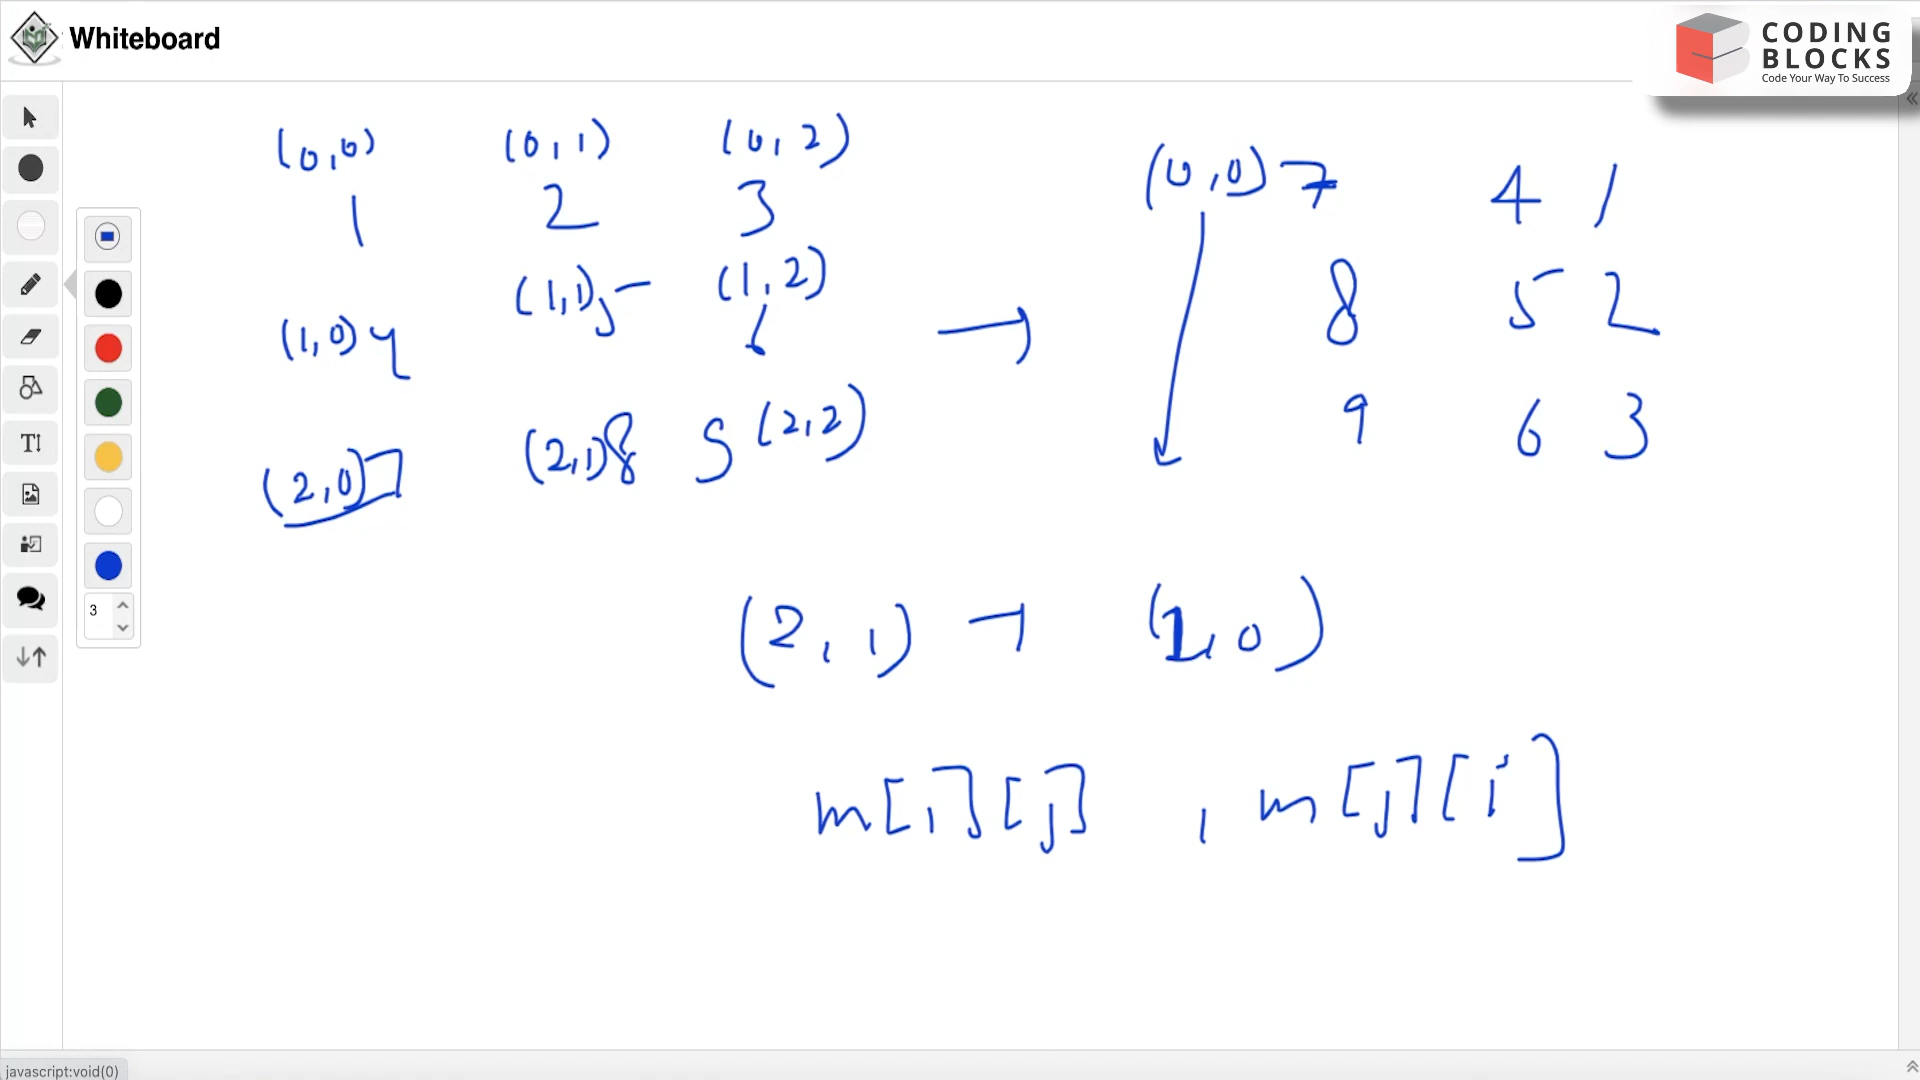 Whiteboard
CODING
BLOCKS
Code Your Way To Success
(0,0) (0,1) (0,2)
1 2 3
(1,0) 4 (1,1) 5 (1,2) 6
(2,0) 7 (2,1) 8 9 (2,2)
→
(0,0) 7 4 1
8 5 2
9 6 3
(2,1) → (1,0)
m[i][j] , m[j][i]
3
javascript:void(0)